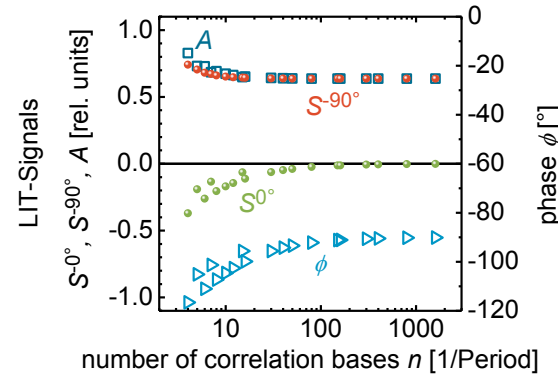 LIT-Signals
S-0°, S-90°, A [rel. units]
1.0
0.5
0.0
-0.5
-1.0
A
S-90°
S0°
ϕ
0
-20
-40
-60
-80
-100
-120
phase ϕ [°]
10
100
1000
number of correlation bases n [1/Period]